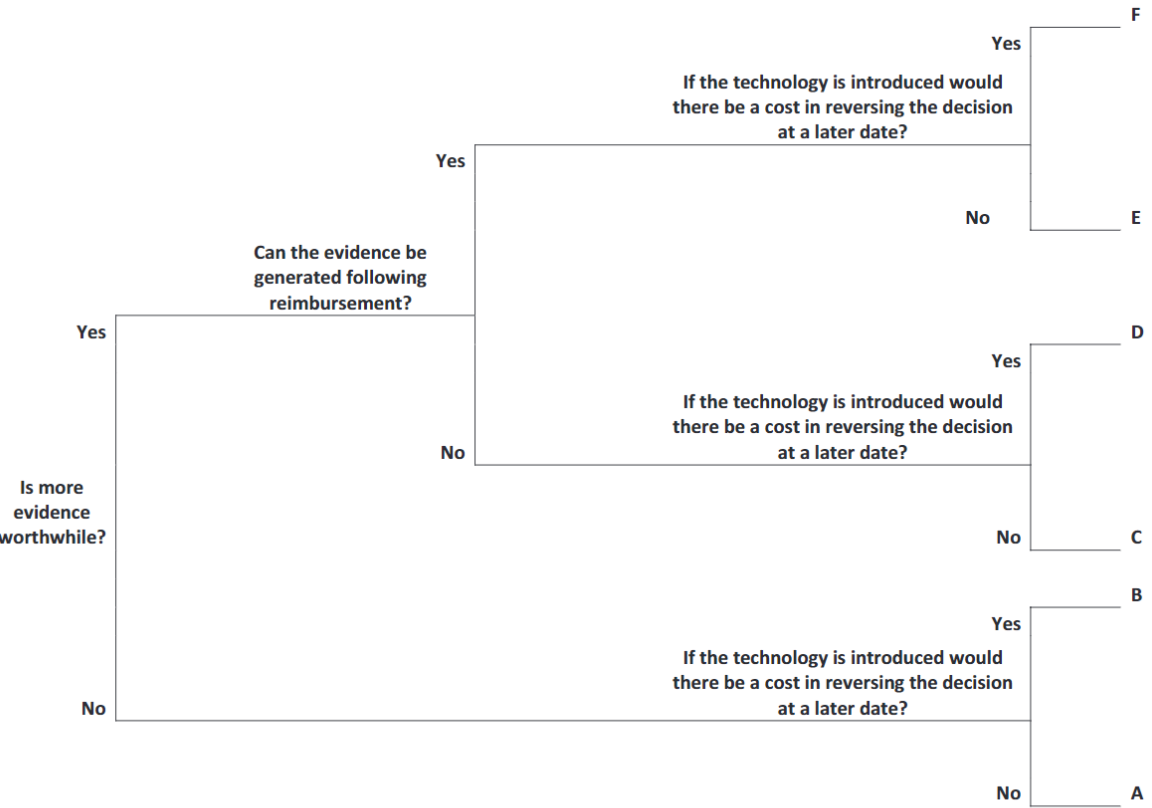 F
Yes
If the technology is introduced would
there be a cost in reversing the decision
at a later date?
Yes
No
E
Can the evidence be
generated following
reimbursement?
Yes
D
Yes
If the technology is introduced would
there be a cost in reversing the decision
at a later date?
No
Is more
evidence
worthwhile?
No
C
B
Yes
If the technology is introduced would
there be a cost in reversing the decision
at a later date?
No
No
A